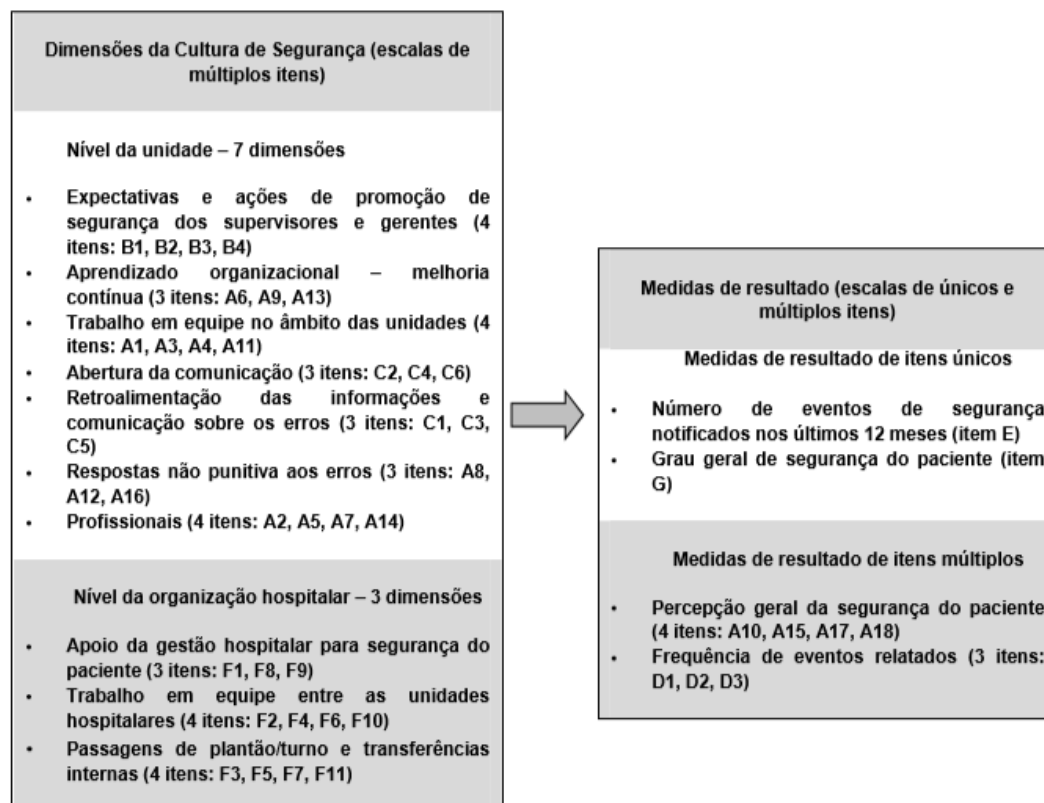 Dimensões da Cultura de Segurança (escalas de
múltiplos itens)
Nível da unidade – 7 dimensões
• Expectativas e ações de promoção de
segurança dos supervisores e gerentes (4
itens: B1, B2, B3, B4)
• Aprendizado organizacional – melhoria
contínua (3 itens: A6, A9, A13)
• Trabalho em equipe no âmbito das unidades (4
itens: A1, A3, A4, A11)
• Abertura da comunicação (3 itens: C2, C4, C6)
• Retroalimentação das informações e
comunicação sobre os erros (3 itens: C1, C3,
C5)
• Respostas não punitiva aos erros (3 itens: A8,
A12, A16)
• Profissionais (4 itens: A2, A5, A7, A14)
Nível da organização hospitalar – 3 dimensões
• Apoio da gestão hospitalar para segurança do
paciente (3 itens: F1, F8, F9)
• Trabalho em equipe entre as unidades
hospitalares (4 itens: F2, F4, F6, F10)
• Passagens de plantão/turno e transferências
internas (4 itens: F3, F5, F7, F11)
Medidas de resultado (escalas de únicos e
múltiplos itens)
Medidas de resultado de itens únicos
• Número de eventos de segurança
notificados nos últimos 12 meses (item E)
• Grau geral de segurança do paciente (item
G)
Medidas de resultado de itens múltiplos
• Percepção geral da segurança do paciente
(4 itens: A10, A15, A17, A18)
• Frequência de eventos relatados (3 itens:
D1, D2, D3)